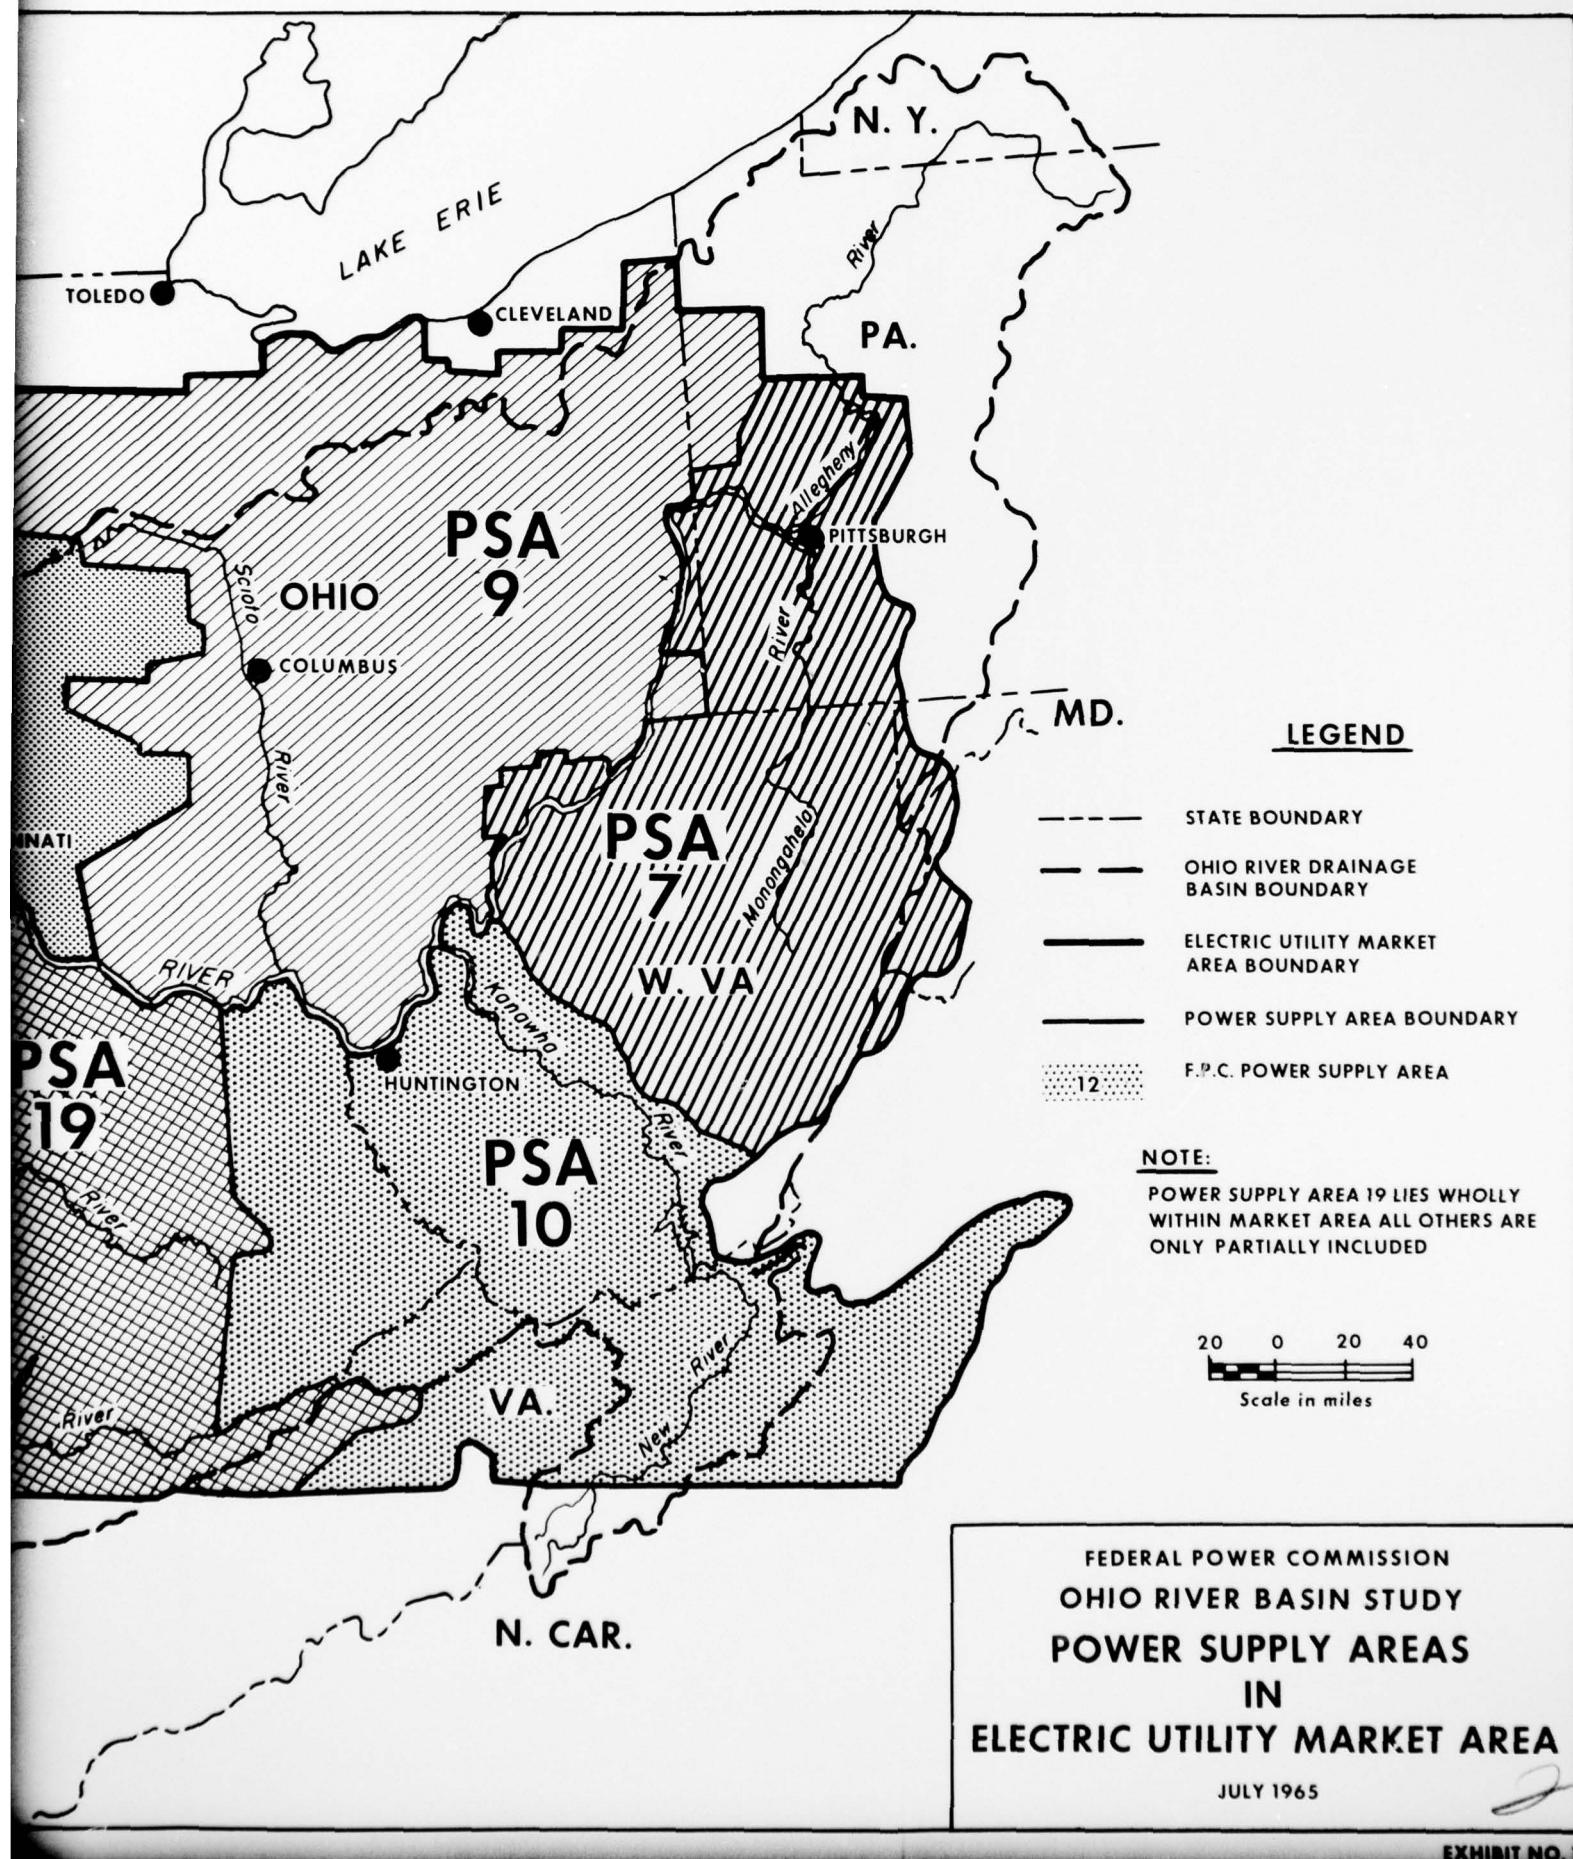 N. Y.
LAKE ERIE
River
TOLEDO
CLEVELAND
PA.
Allegheny
PSA
9
PITTSBURGH
Scioto
OHIO
River
COLUMBUS
MD.
LEGEND
River
STATE BOUNDARY
PSA
7
Monongahela
NNATI
OHIO RIVER DRAINAGE
BASIN BOUNDARY
ELECTRIC UTILITY MARKET
AREA BOUNDARY
RIVER
W. VA
Kanawha
POWER SUPPLY AREA BOUNDARY
PSA
19
HUNTINGTON
12
F.P.C. POWER SUPPLY AREA
River
PSA
10
NOTE:
POWER SUPPLY AREA 19 LIES WHOLLY
WITHIN MARKET AREA ALL OTHERS ARE
ONLY PARTIALLY INCLUDED
River
River
20 0 20 40
Scale in miles
VA.
River
New
N. CAR.
FEDERAL POWER COMMISSION
OHIO RIVER BASIN STUDY
POWER SUPPLY AREAS
IN
ELECTRIC UTILITY MARKET AREA
JULY 1965
EXHIBIT NO.